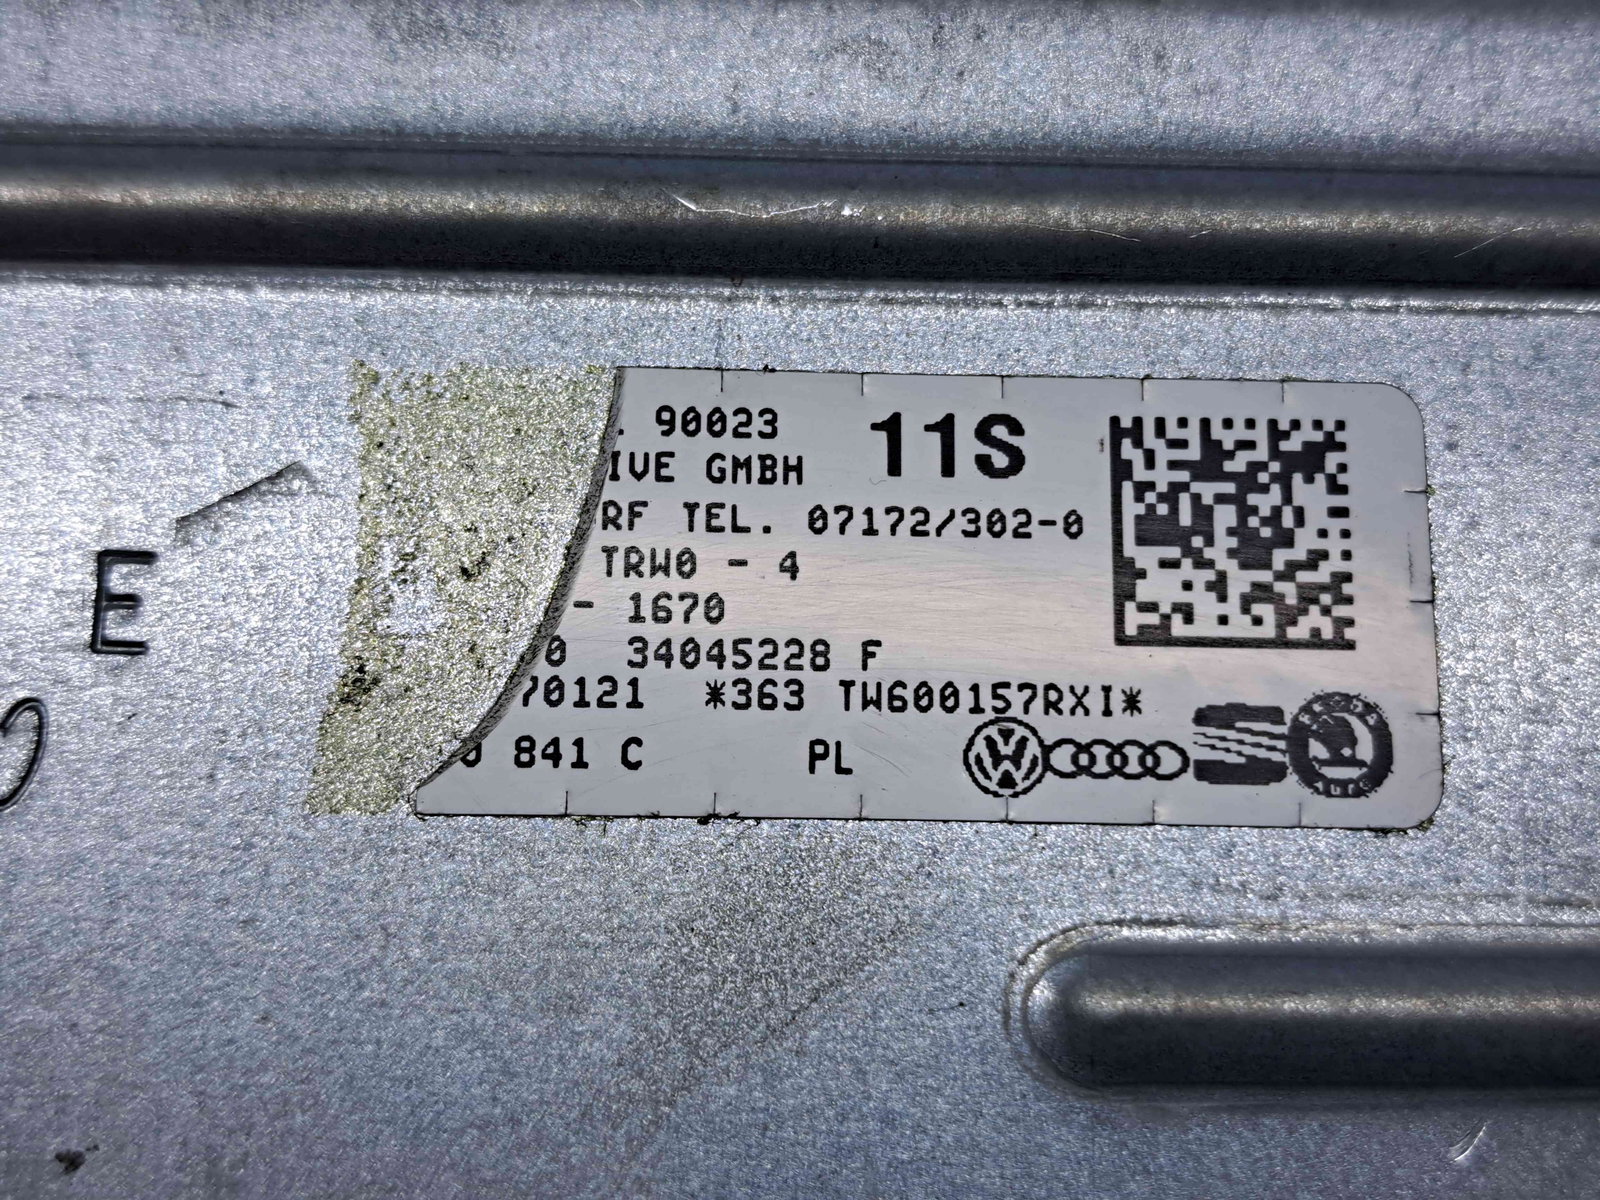 . 90023 11S
IVE GMBH
RF TEL. 07172/302-0
TRW0 - 4
- 1670
0 34045228 F
70121 *363 TW600157RXI*
0 841 C PL
E